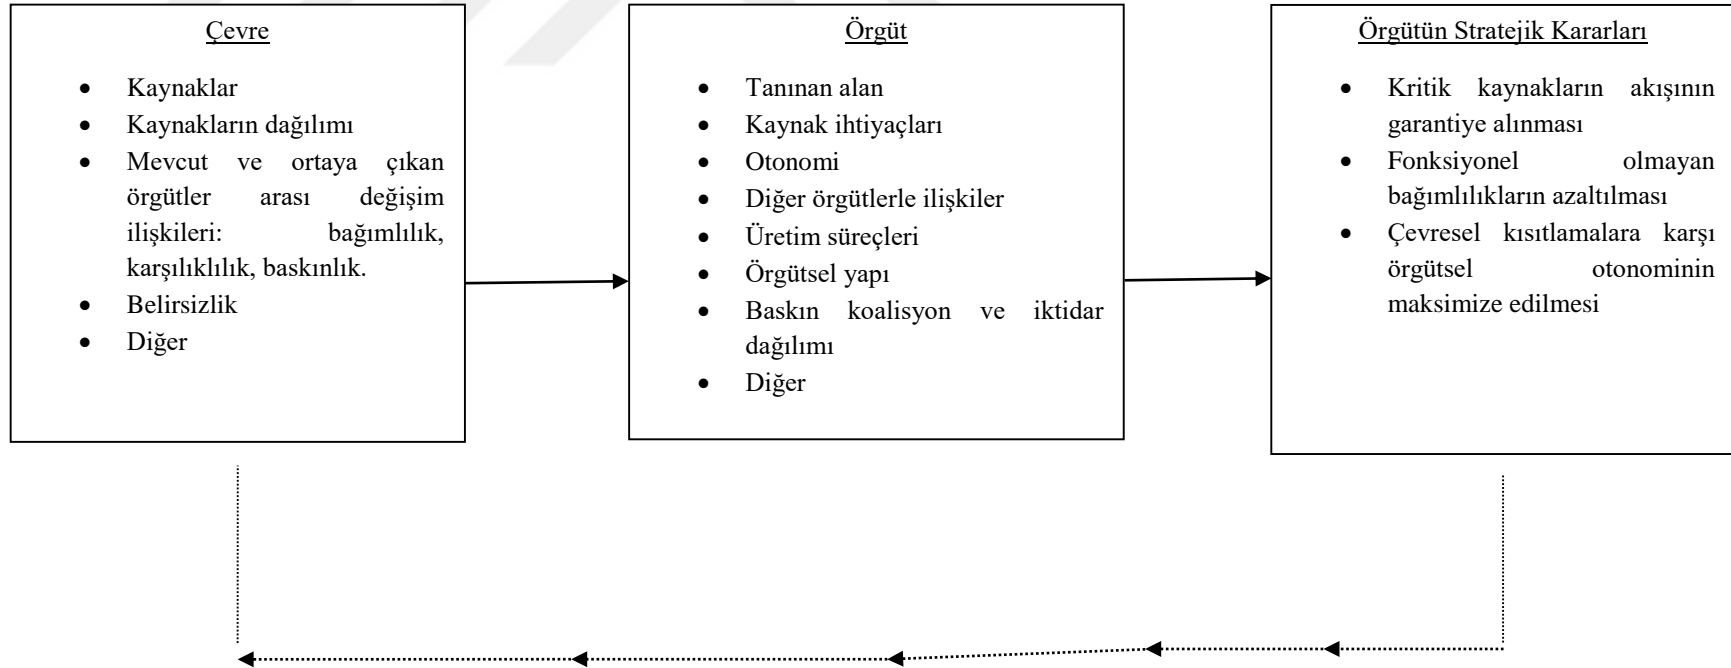 Çevre
• Kaynaklar
• Kaynakların dağılımı
• Mevcut ve ortaya çıkan
örgütler arası değişim
ilişkileri: bağımlılık,
karşılıklılık, baskınlık.
• Belirsizlik
• Diğer
Örgüt
• Tanınan alan
• Kaynak ihtiyaçları
• Otonomi
• Diğer örgütlerle ilişkiler
• Üretim süreçleri
• Örgütsel yapı
• Baskın koalisyon ve iktidar
dağılımı
• Diğer
Örgütün Stratejik Kararları
• Kritik kaynakların akışının
garantiye alınması
• Fonksiyonel olmayan
bağımlılıkların azaltılması
• Çevresel kısıtlamalara karşı
örgütsel otonominin
maksimize edilmesi